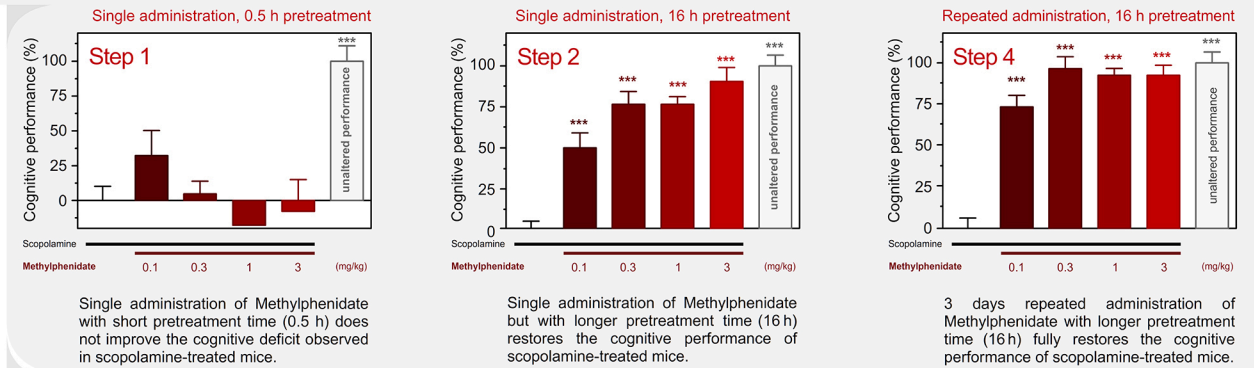 Single administration, 0.5 h pretreatment
Step 1
***
Cognitive performance (%)
100
75
50
25
0
unaltered performance
Scopolamine
Methylphenidate 0.1 0.3 1 3 (mg/kg)
Single administration of Methylphenidate
with short pretreatment time (0.5 h) does
not improve the cognitive deficit observed
in scopolamine-treated mice.
Single administration, 16 h pretreatment
Step 2
*** *** *** *** ***
Cognitive performance (%)
100
75
50
25
0
unaltered performance
Scopolamine
Methylphenidate 0.1 0.3 1 3 (mg/kg)
Single administration of Methylphenidate
but with longer pretreatment time (16 h)
restores the cognitive performance of
scopolamine-treated mice.
Repeated administration, 16 h pretreatment
Step 4
*** *** *** *** ***
Cognitive performance (%)
100
75
50
25
0
unaltered performance
Scopolamine
Methylphenidate 0.1 0.3 1 3 (mg/kg)
3 days repeated administration of
Methylphenidate with longer pretreatment
time (16 h) fully restores the cognitive
performance of scopolamine-treated mice.